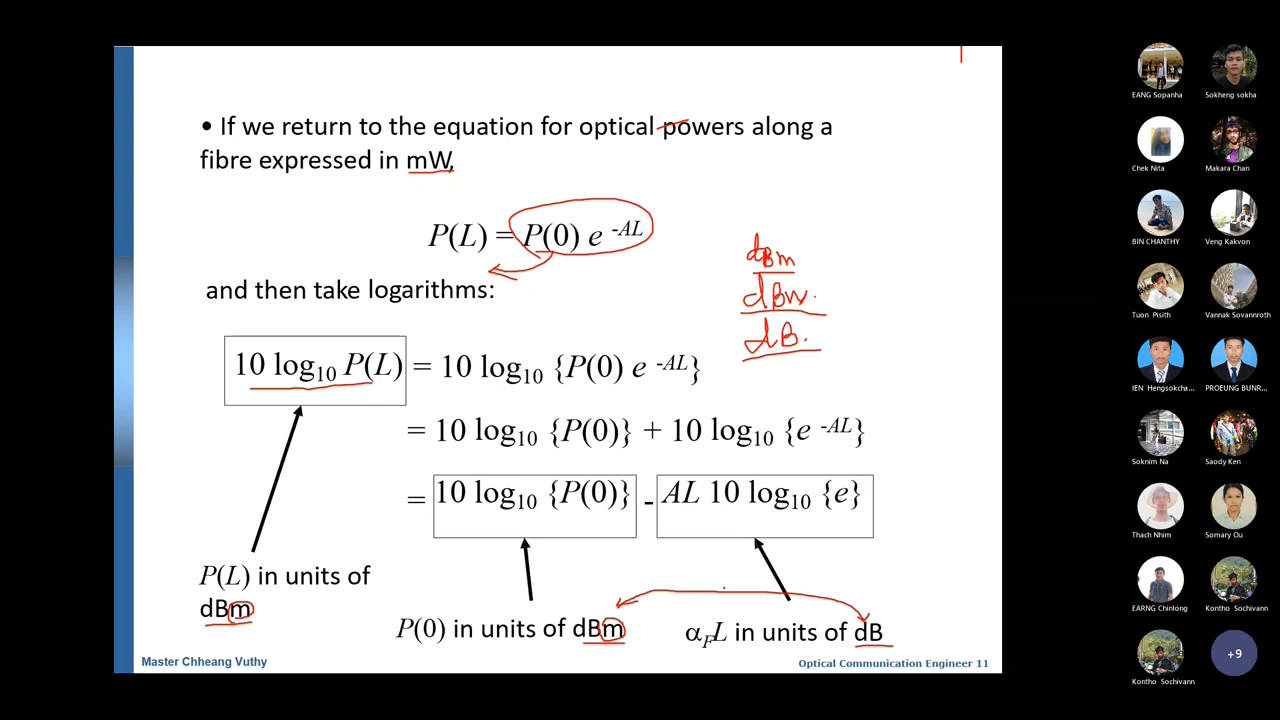 • If we return to the equation for optical powers along a
fibre expressed in mW,
P(L) = P(0) e -AL
and then take logarithms:
dBm
dBW.
dB.
10 log10 P(L) = 10 log10 {P(0) e -AL}
= 10 log10 {P(0)} + 10 log10 {e -AL}
= 10 log10 {P(0)} - AL 10 log10 {e}
P(L) in units of
dBm
P(0) in units of dBm
αFL in units of dB
Master Chheang Vuthy
Optical Communication Engineer 11
EANG Sopanha
Sokheng sokha
Chek Nita
Makara Chan
BIN CHANTHY
Veng Kakvon
Tuon Pisith
Vannak Sovannroth
IEN Hengsokcha...
PROEUNG BUNR...
Soknim Na
Saody Ken
Thach Nhim
Somary Ou
EARNG Chinlong
Kontho Sochivann
Kontho Sochivann
+9